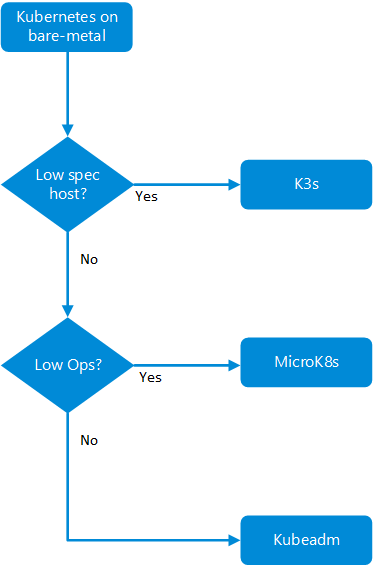 Kubernetes on
bare-metal
Low spec
host?
Yes
K3s
No
Low Ops?
Yes
MicroK8s
No
Kubeadm